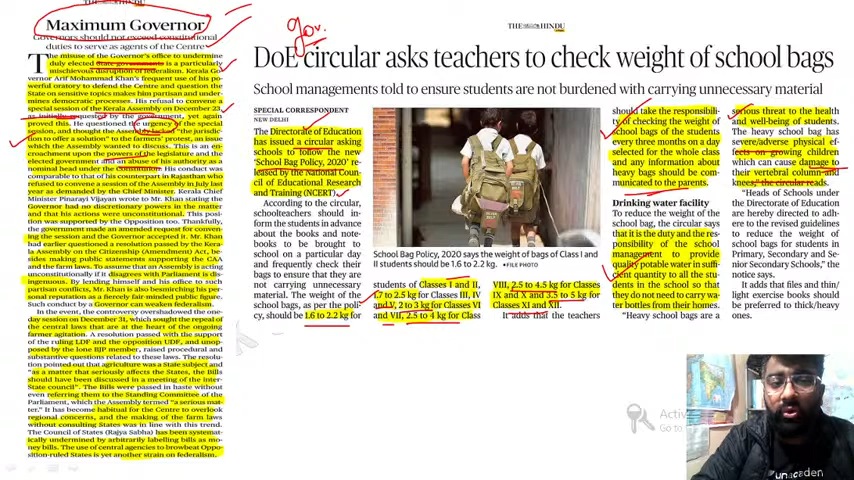 Maximum Governor
Governors should not exceed constitutional
duties to serve as agents of the Centre
The misuse of the Governor's office to undermine
duly elected State governments is a particularly
mischievous disruption of federalism. Kerala Gov-
ernor Arif Mohammed Khan's frequent use of his
powerful oratory to defend the Centre and question the
State on sensitive topics makes him partisan and under-
mines democratic processes. His refusal to convene a
special session of the Kerala Assembly on December 23,
as initially requested by the government, yet again
proved this. He questioned the urgency of the special
session, and thought the Assembly lacked "the jurisdic-
tion to offer a solution" to the farmers' protest, an issue
which the Assembly wanted to discuss. This is an en-
croachment upon the powers of the legislature and the
elected government and an abuse of his authority as a
nominal head under the Constitution. His conduct was
comparable to that of his counterpart in Rajasthan who
refused to convene a session of the Assembly in July last
year as demanded by the Chief Minister. Kerala Chief
Minister Pinarayi Vijayan wrote to Mr. Khan stating the
Governor had no discretionary powers in the matter
and that his actions were unconstitutional. This posi-
tion was supported by the Opposition too. Thankfully,
the government made an amended request for conven-
ing the session and the Governor accepted it. Mr. Khan
had earlier questioned a resolution passed by the Kera-
la Assembly on the Citizenship (Amendment) Act, be-
sides making public statements supporting the CAA
and the farm laws. To assume that an Assembly is acting
unconstitutionally if it disagrees with Parliament is dis-
ingenuous. By lending himself and his office to such
partisan conflicts, Mr. Khan is also besmirching his per-
sonal reputation as a fiercely fair-minded public figure.
Such conduct by a Governor can weaken federalism.
In the event, the controversy overshadowed the one-
day session on December 31, which sought the repeal of
the central laws that are at the heart of the ongoing
farmer agitation. A resolution passed with the support
of the ruling LDF and the opposition UDF, and unop-
posed by the lone BJP member, raised procedural and
substantive questions related to these laws. The resolu-
tion pointed out that agriculture was a State subject and
"as a matter that seriously affects the States, the Bills
should have been discussed in a meeting of the inter-
State council". The Bills were passed in haste without
even referring them to the Standing Committee of the
Parliament, which the Assembly termed "a serious mat-
ter." It has become habitual for the Centre to overlook
regional concerns, and the making of the farm laws
without consulting States was in line with this trend.
The Council of States (Rajya Sabha) has been systemat-
ically undermined by arbitrarily labelling bills as mo-
ney bills. The use of central agencies to browbeat Oppo-
sition-ruled States is yet another strain on federalism.
gov.
THE HINDU
DoE circular asks teachers to check weight of school bags
School managements told to ensure students are not burdened with carrying unnecessary material
SPECIAL CORRESPONDENT
NEW DELHI
The Directorate of Education
has issued a circular asking
schools to follow the new
'School Bag Policy, 2020' re-
leased by the National Coun-
cil of Educational Research
and Training (NCERT).
According to the circular,
schoolteachers should in-
form the students in advance
about the books and note-
books to be brought to
school on a particular day
and frequently check their
bags to ensure that they are
not carrying unnecessary
material. The weight of the
school bags, as per the poli-
cy, should be 1.6 to 2.2 kg for
School Bag Policy, 2020 says the weight of bags of Class I and
II students should be 1.6 to 2.2 kg. •FILE PHOTO
students of Classes I and II,
1.7 to 2.5 kg for Classes III, IV
and V, 2 to 3 kg for Classes VI
and VII, 2.5 to 4 kg for Class
VIII, 2.5 to 4.5 kg for Classes
IX and X and 3.5 to 5 kg for
Classes XI and XII.
It adds that the teachers
should take the responsibili-
ty of checking the weight of
school bags of the students
every three months on a day
selected for the whole class
and any information about
heavy bags should be com-
municated to the parents.
Drinking water facility
To reduce the weight of the
school bag, the circular says
that it is the duty and the res-
ponsibility of the school
management to provide
quality potable water in suf-
ficient quantity to all the stu-
dents in the school so that
they do not need to carry wa-
ter bottles from their homes.
"Heavy school bags are a
serious threat to the health
and well-being of students.
The heavy school bag has
severe/adverse physical ef-
fects on growing children
which can cause damage to
their vertebral column and
knees," the circular reads.
"Heads of Schools under
the Directorate of Education
are hereby directed to adh-
ere to the revised guidelines
to reduce the weight of
school bags for students in
Primary, Secondary and Se-
nior Secondary Schools," the
notice says.
It adds that files and thin/
light exercise books should
be preferred to thick/heavy
ones.
Activ
Go to
unacadem